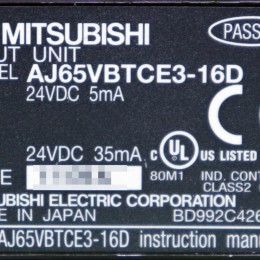 MITSUBISHI
PASS
UT UNIT
EL AJ65VBTCE3-16D
24VDC 5mA
24VDC 35mA
C UL US LISTED
80M1 IND. CONT
CLASS2
E
UBISHI ELECTRIC CORPORATION
E IN JAPAN BD992C426
AJ65VBTCE3-16D instruction manu